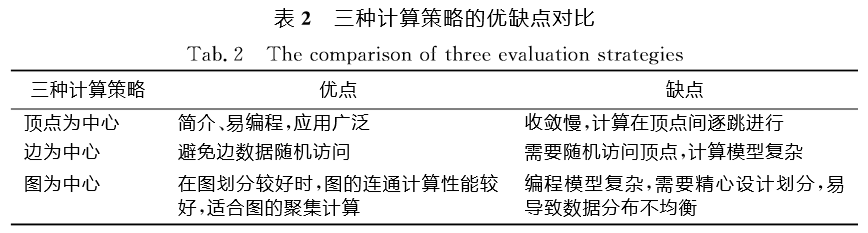 表 2 三种计算策略的优缺点对比
Tab. 2 The comparison of three evaluation strategies
三种计算策略 优点 缺点
顶点为中心 简介、易编程,应用广泛 收敛慢,计算在顶点间逐跳进行
边为中心 避免边数据随机访问 需要随机访问顶点,计算模型复杂
图为中心 在图划分较好时,图的连通计算性能较 编程模型复杂,需要精心设计划分,易
好,适合图的聚集计算 导致数据分布不均衡